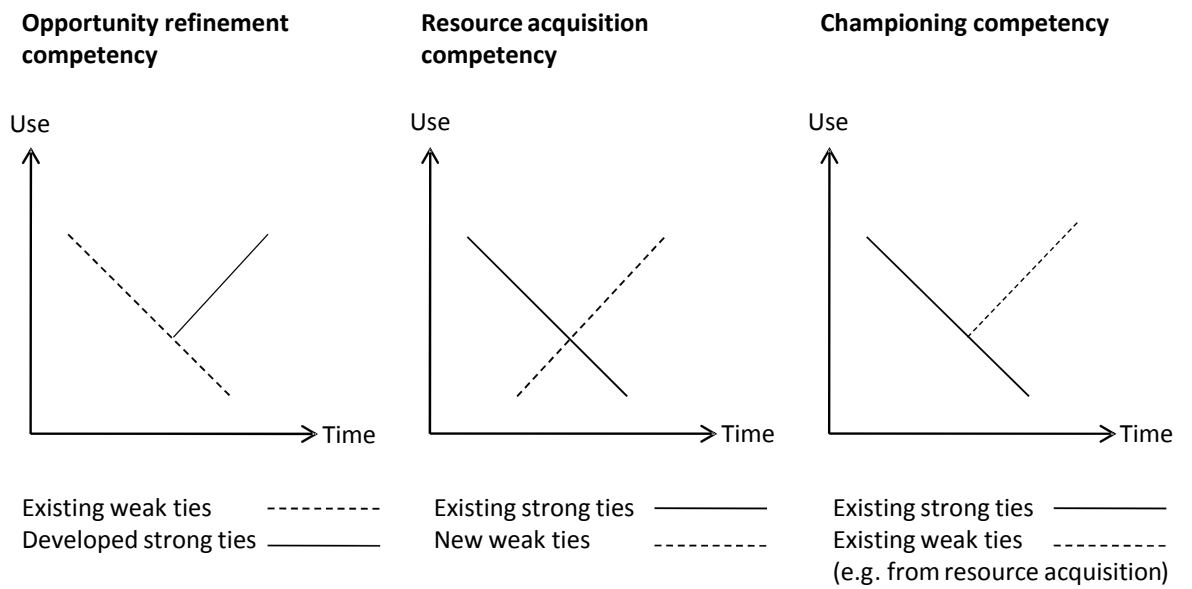 Opportunity refinement
competency
Use
Time
Existing weak ties
Developed strong ties
Resource acquisition
competency
Use
Time
Existing strong ties
New weak ties
Championing competency
Use
Time
Existing strong ties
Existing weak ties
(e.g. from resource acquisition)